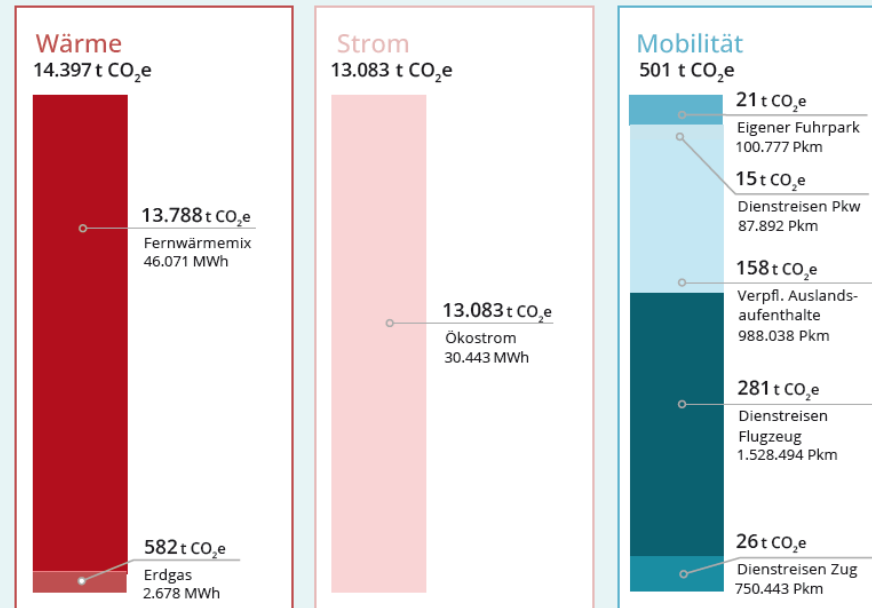 Wärme
14.397 t CO₂e
13.788 t CO₂e
Fernwärmemix
46.071 MWh
582 t CO₂e
Erdgas
2.678 MWh
Strom
13.083 t CO₂e
13.083 t CO₂e
Ökostrom
30.443 MWh
Mobilität
501 t CO₂e
21 t CO₂e
Eigener Fuhrpark
100.777 Pkm
15 t CO₂e
Dienstreisen Pkw
87.892 Pkm
158 t CO₂e
Verpfl. Auslands-
aufenthalte
988.038 Pkm
281 t CO₂e
Dienstreisen
Flugzeug
1.528.494 Pkm
26 t CO₂e
Dienstreisen Zug
750.443 Pkm